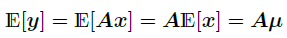 𝔼[y] = 𝔼[Ax] = A𝔼[x] = Aμ